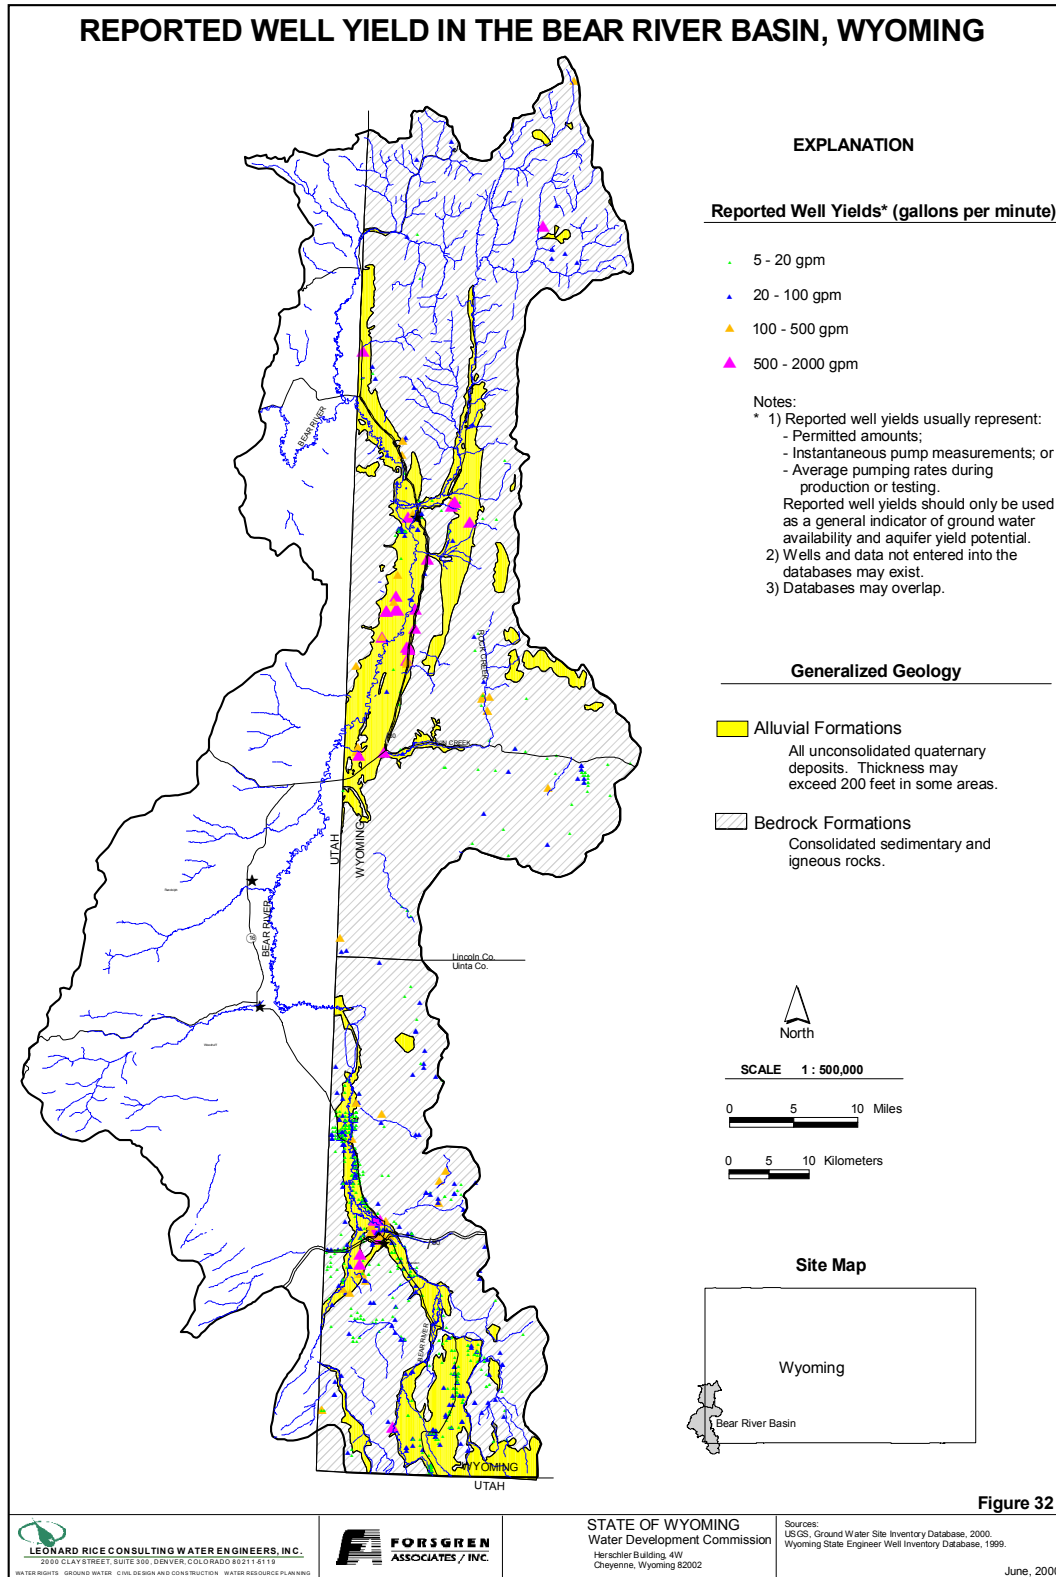 REPORTED WELL YIELD IN THE BEAR RIVER BASIN, WYOMING
EXPLANATION
Reported Well Yields* (gallons per minute)
5 - 20 gpm
20 - 100 gpm
100 - 500 gpm
500 - 2000 gpm
Notes:
* 1) Reported well yields usually represent:
- Permitted amounts;
- Instantaneous pump measurements; or
- Average pumping rates during
production or testing.
Reported well yields should only be used
as a general indicator of ground water
availability and aquifer yield potential.
2) Wells and data not entered into the
databases may exist.
3) Databases may overlap.
Generalized Geology
Alluvial Formations
All unconsolidated quaternary
deposits. Thickness may
exceed 200 feet in some areas.
Bedrock Formations
Consolidated sedimentary and
igneous rocks.
North
SCALE 1 : 500,000
0 5 10 Miles
0 5 10 Kilometers
Site Map
Wyoming
Bear River Basin
BEAR RIVER
ROCK CREEK
UTAH
WYOMING
BEAR RIVER
16
Lincoln Co.
Uinta Co.
80
BEAR RIVER
WYOMING
UTAH
Figure 32
LEONARD RICE CONSULTING WATER ENGINEERS, INC.
2000 CLAY STREET, SUITE 300, DENVER, COLORADO 80211-5119
WATER RIGHTS GROUND WATER CIVIL DESIGN AND CONSTRUCTION WATER RESOURCE PLANNING
FORSGREN
ASSOCIATES / INC.
STATE OF WYOMING
Water Development Commission
Herschler Building, 4W
Cheyenne, Wyoming 82002
Sources:
USGS, Ground Water Site Inventory Database, 2000.
Wyoming State Engineer Well Inventory Database, 1999.
June, 2000